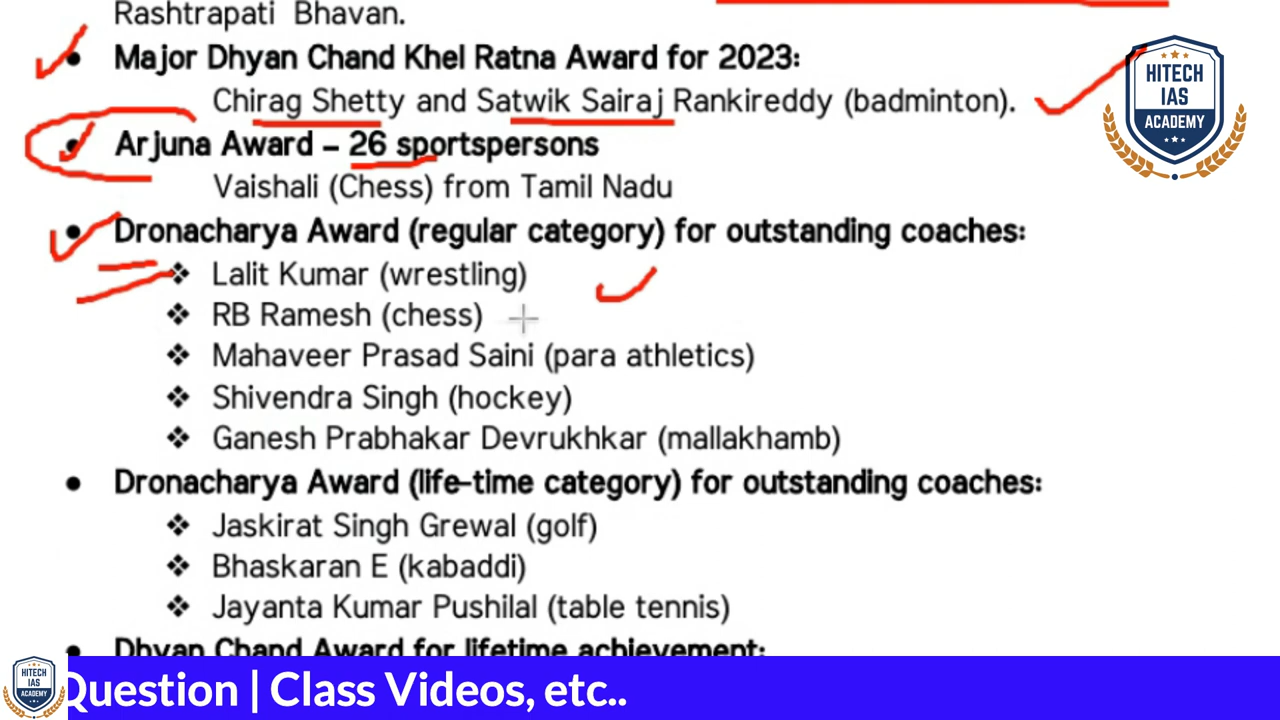 Rashtrapati Bhavan.
• Major Dhyan Chand Khel Ratna Award for 2023:
Chirag Shetty and Satwik Sairaj Rankireddy (badminton).
• Arjuna Award – 26 sportspersons
Vaishali (Chess) from Tamil Nadu
• Dronacharya Award (regular category) for outstanding coaches:
❖ Lalit Kumar (wrestling)
❖ RB Ramesh (chess)
❖ Mahaveer Prasad Saini (para athletics)
❖ Shivendra Singh (hockey)
❖ Ganesh Prabhakar Devrukhkar (mallakhamb)
• Dronacharya Award (life-time category) for outstanding coaches:
❖ Jaskirat Singh Grewal (golf)
❖ Bhaskaran E (kabaddi)
❖ Jayanta Kumar Pushilal (table tennis)
• Dhyan Chand Award for lifetime achievement:
HITECH
IAS
ACADEMY
HITECH
IAS
ACADEMY
Question | Class Videos, etc..